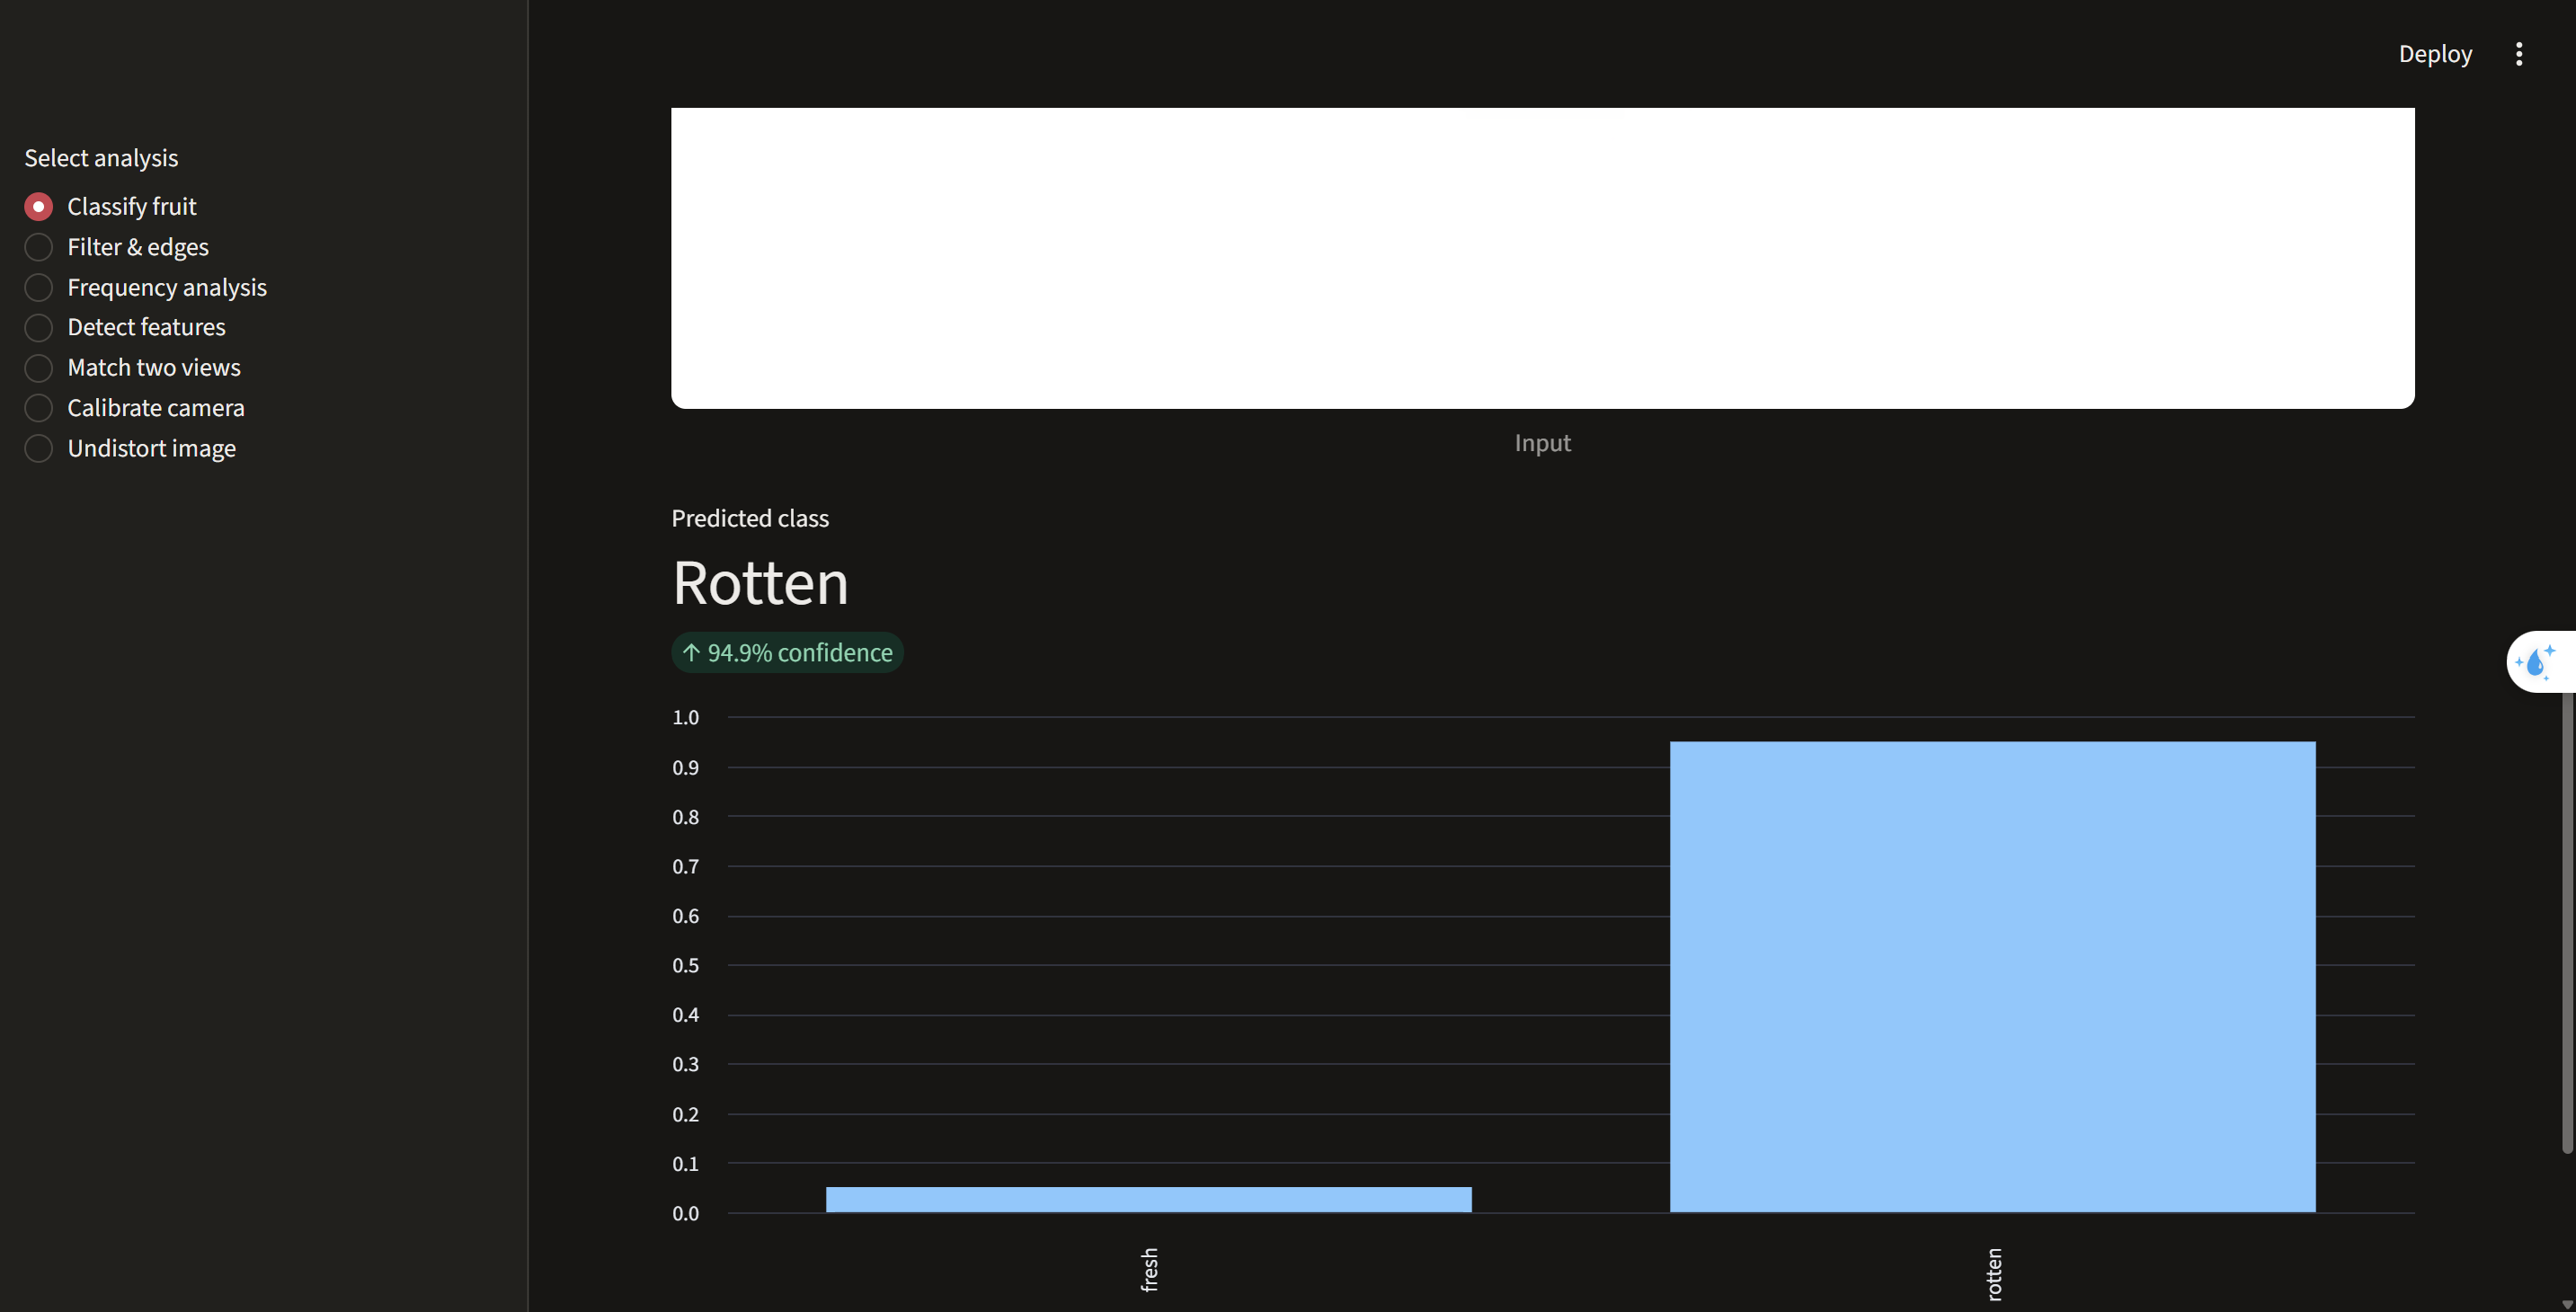 Deploy
Select analysis
Classify fruit
Filter & edges
Frequency analysis
Detect features
Match two views
Calibrate camera
Undistort image
Input
Predicted class
Rotten
↑ 94.9% confidence
1.0
0.9
0.8
0.7
0.6
0.5
0.4
0.3
0.2
0.1
0.0
fresh
rotten